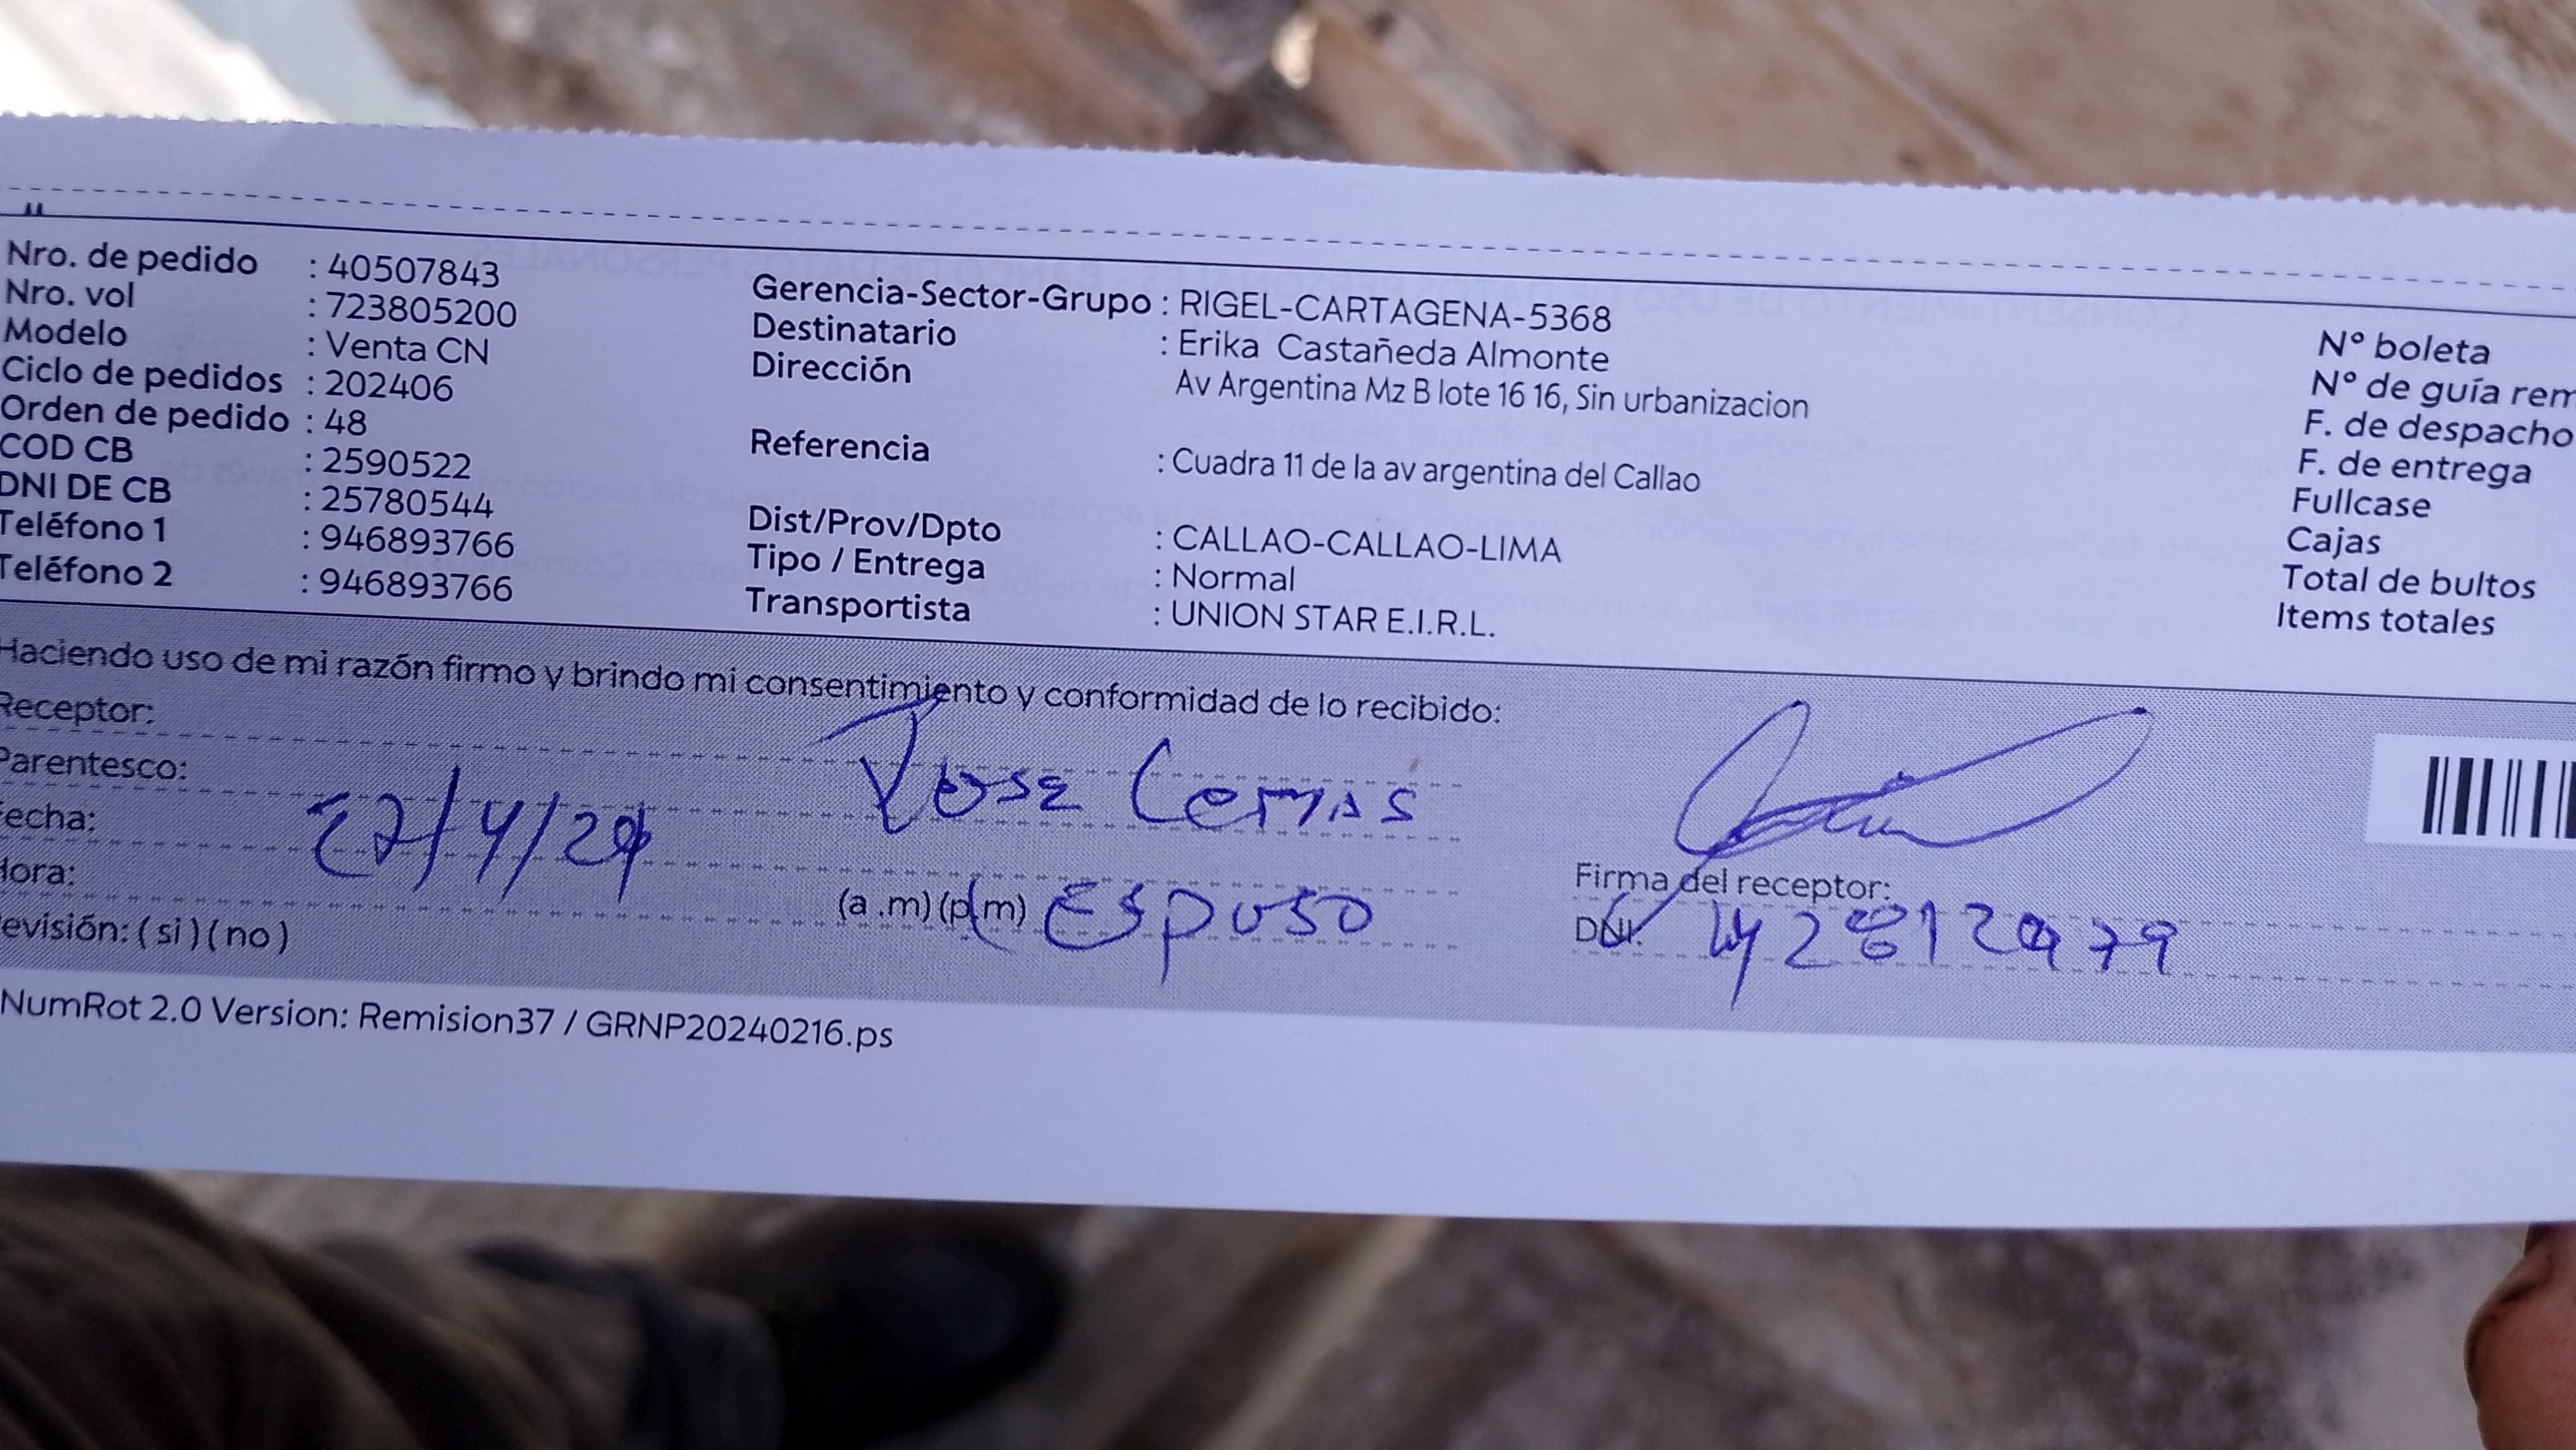 Nro. de pedido : 40507843
Nro. vol : 723805200
Modelo : Venta CN
Ciclo de pedidos : 202406
Orden de pedido : 48
COD CB : 2590522
DNI DE CB : 25780544
Teléfono 1 : 946893766
Teléfono 2 : 946893766
Gerencia-Sector-Grupo : RIGEL-CARTAGENA-5368
Destinatario : Erika Castañeda Almonte
Dirección Av Argentina Mz B lote 16 16, Sin urbanizacion
Referencia : Cuadra 11 de la av argentina del Callao
Dist/Prov/Dpto : CALLAO-CALLAO-LIMA
Tipo / Entrega : Normal
Transportista : UNION STAR E.I.R.L.
Nº boleta
Nº de guía rem
F. de despacho
F. de entrega
Fullcase
Cajas
Total de bultos
Items totales
Haciendo uso de mi razón firmo y brindo mi consentimiento y conformidad de lo recibido:
Receptor:
Parentesco:
echa: 27/4/24
Hora: (a.m) (p.m)
evisión: ( si ) ( no )
Jose
Esposo
Firma del receptor:
DNI.
NumRot 2.0 Version: Remision37 / GRNP20240216.ps